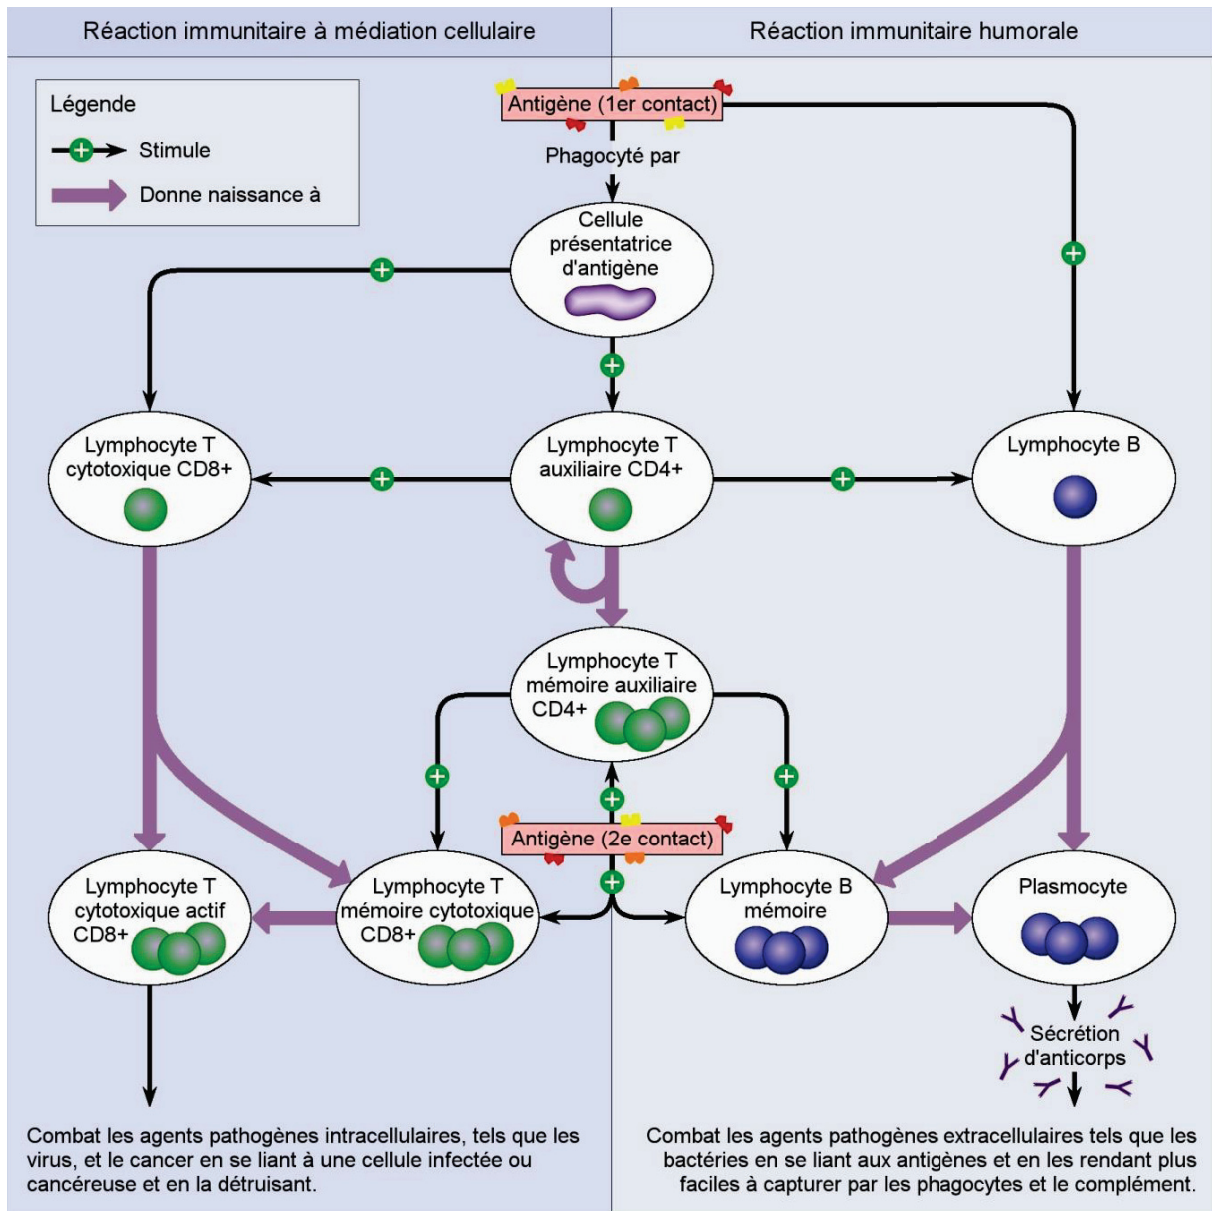 Réaction immunitaire à médiation cellulaire
Réaction immunitaire humorale
Légende
Stimule
Donne naissance à
Antigène (1er contact)
Phagocyté par
Cellule
présentatrice
d'antigène
Lymphocyte T
cytotoxique CD8+
Lymphocyte T
auxiliaire CD4+
Lymphocyte B
Lymphocyte T
mémoire auxiliaire
CD4+
Antigène (2e contact)
Lymphocyte T
cytotoxique actif
CD8+
Lymphocyte T
mémoire cytotoxique
CD8+
Lymphocyte B
mémoire
Plasmocyte
Sécrétion
d'anticorps
Combat les agents pathogènes intracellulaires, tels que les
virus, et le cancer en se liant à une cellule infectée ou
cancéreuse et en la détruisant.
Combat les agents pathogènes extracellulaires tels que les
bactéries en se liant aux antigènes et en les rendant plus
faciles à capturer par les phagocytes et le complément.